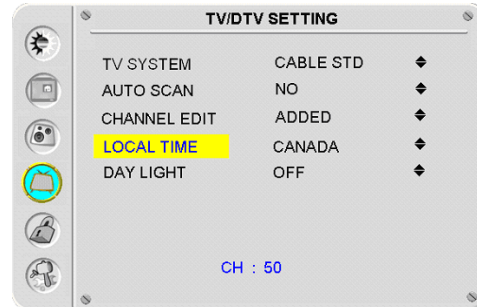 TV/DTV SETTING
TV SYSTEM CABLE STD
AUTO SCAN NO
CHANNEL EDIT ADDED
LOCAL TIME CANADA
DAY LIGHT OFF
CH : 50